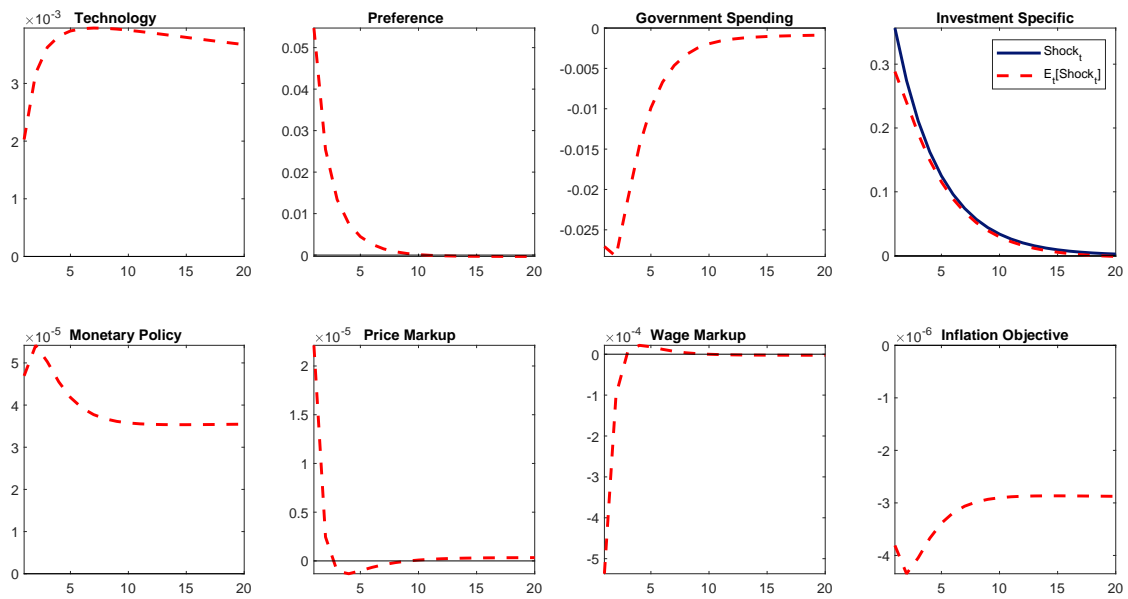 Technology
×10^-3
3
2
1
0
5 10 15 20
Preference
0.05
0.04
0.03
0.02
0.01
0
5 10 15 20
Government Spending
0
-0.005
-0.01
-0.015
-0.02
-0.025
5 10 15 20
Investment Specific
Shock_t
E_t[Shock_t]
0.3
0.2
0.1
0
5 10 15 20
Monetary Policy
×10^-5
5
4
3
2
1
0
5 10 15 20
Price Markup
×10^-5
2
1.5
1
0.5
0
5 10 15 20
Wage Markup
×10^-4
0
-1
-2
-3
-4
-5
5 10 15 20
Inflation Objective
×10^-6
0
-1
-2
-3
-4
5 10 15 20